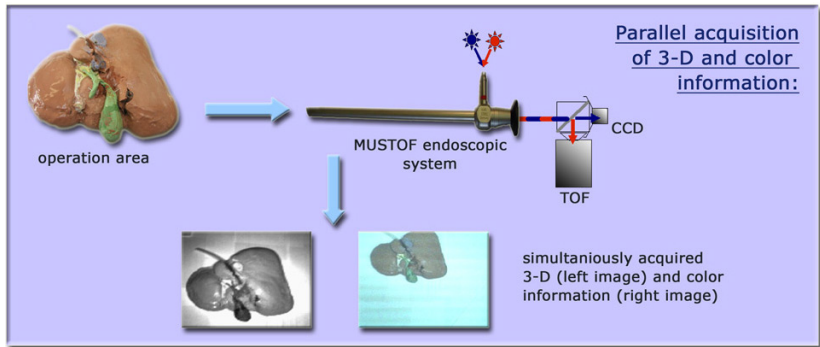 Parallel acquisition
of 3-D and color
information:
operation area
MUSTOF endoscopic
system
CCD
TOF
simultaniously acquired
3-D (left image) and color
information (right image)